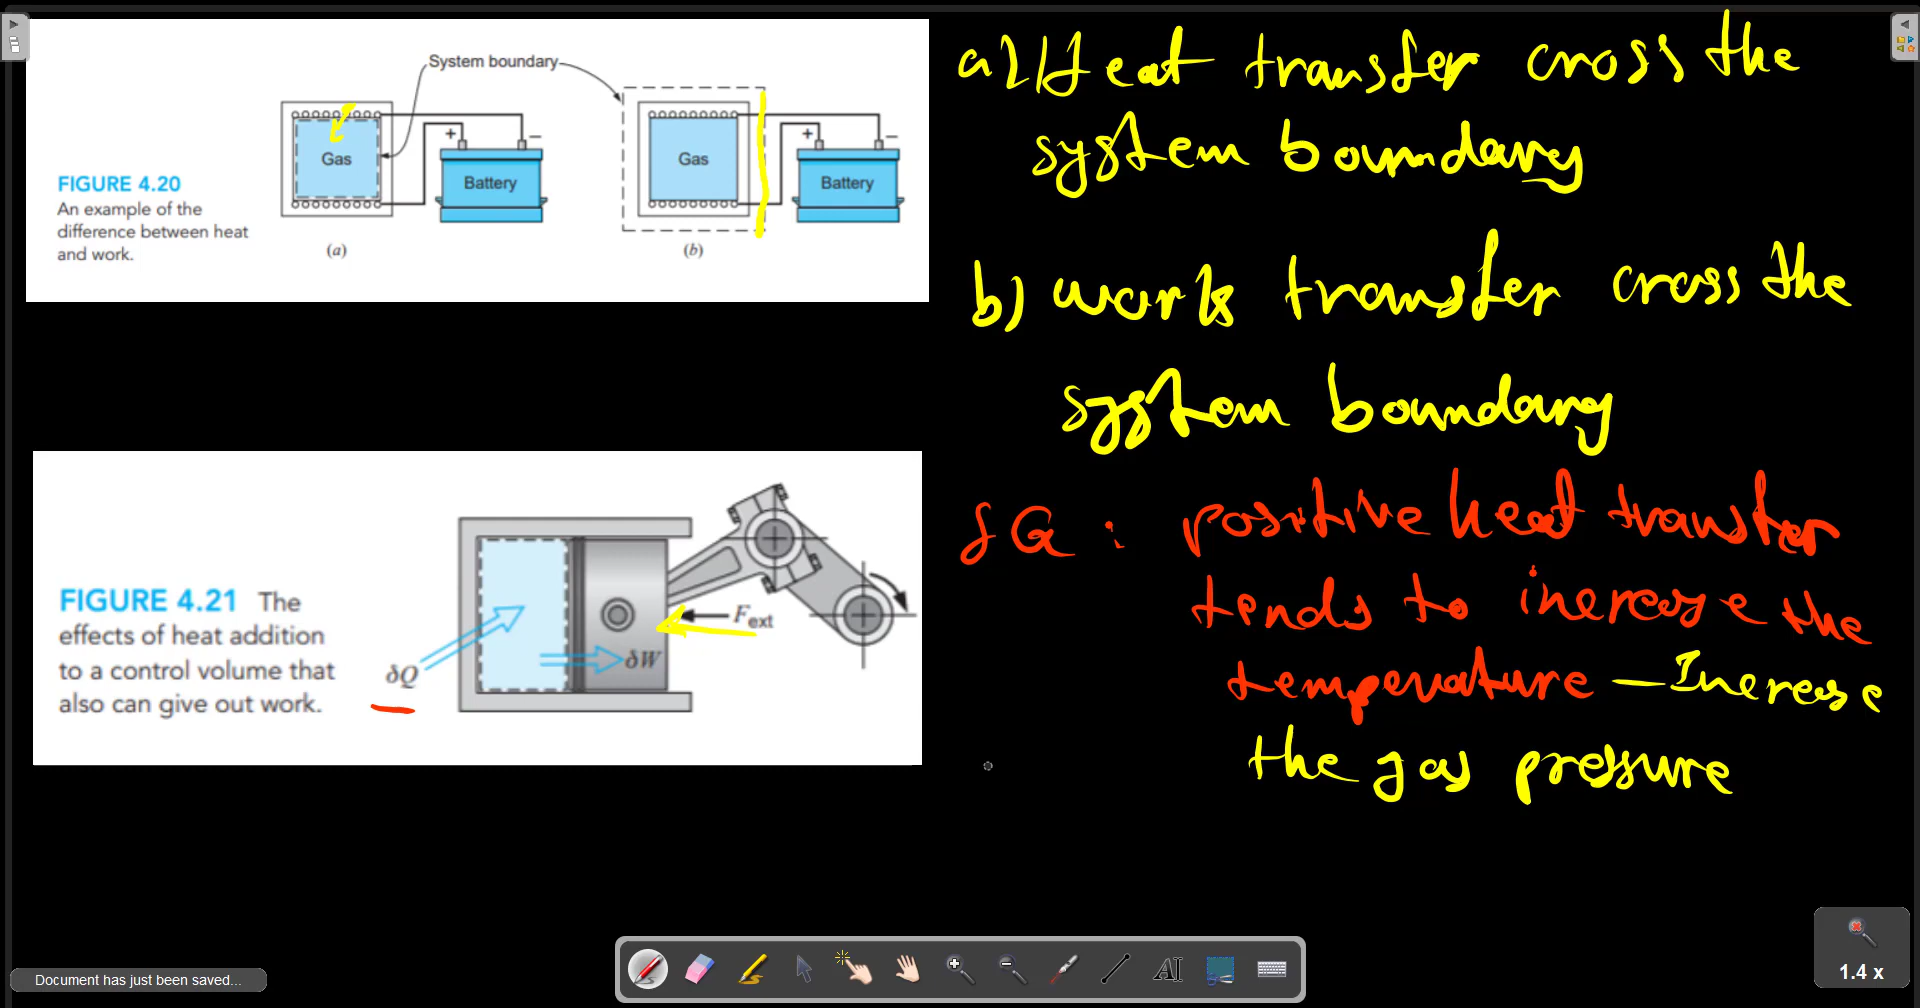 System boundary
+
−
+
−
Gas
Battery
Gas
Battery
(a)
(b)
FIGURE 4.20
An example of the
difference between heat
and work.
a) Heat transfer cross the
system boundary
b) work transfer cross the
system boundary
FIGURE 4.21 The
effects of heat addition
to a control volume that
also can give out work.
δQ
δW
Fext
δQ : positive heat transfer
tends to increase the
temperature – Increase
the gas pressure
Document has just been saved...
AI
1.4 x